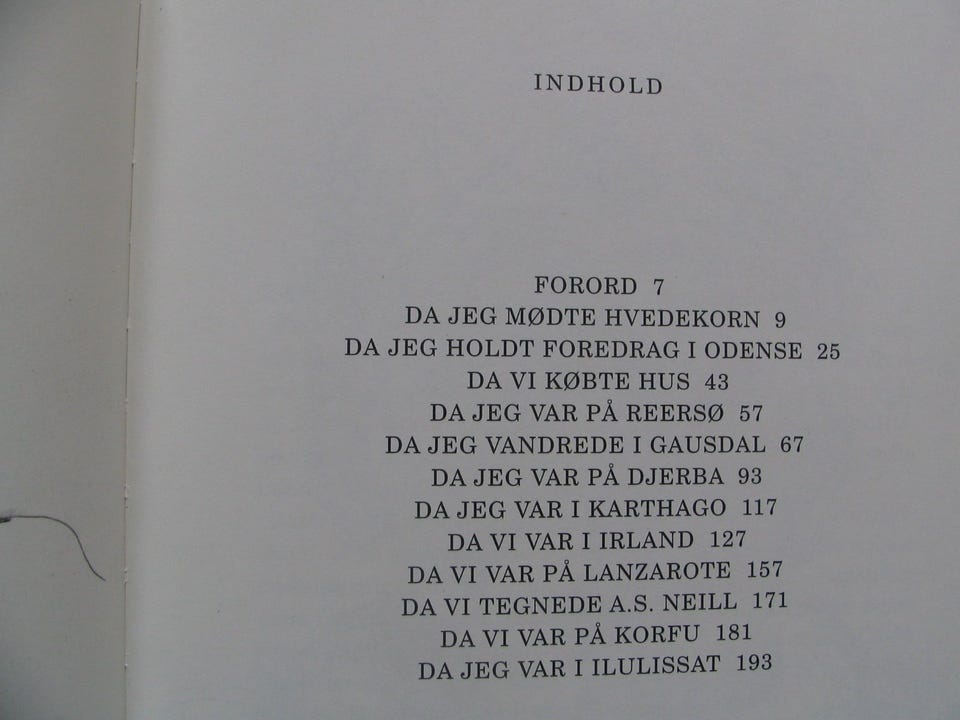 INDHOLD
FORORD 7
DA JEG MØDTE HVEDEKORN 9
DA JEG HOLDT FOREDRAG I ODENSE 25
DA VI KØBTE HUS 43
DA JEG VAR PÅ REERSØ 57
DA JEG VANDREDE I GAUSDAL 67
DA JEG VAR PÅ DJERBA 93
DA JEG VAR I KARTHAGO 117
DA VI VAR I IRLAND 127
DA VI VAR PÅ LANZAROTE 157
DA VI TEGNEDE A.S. NEILL 171
DA VI VAR PÅ KORFU 181
DA JEG VAR I ILULISSAT 193